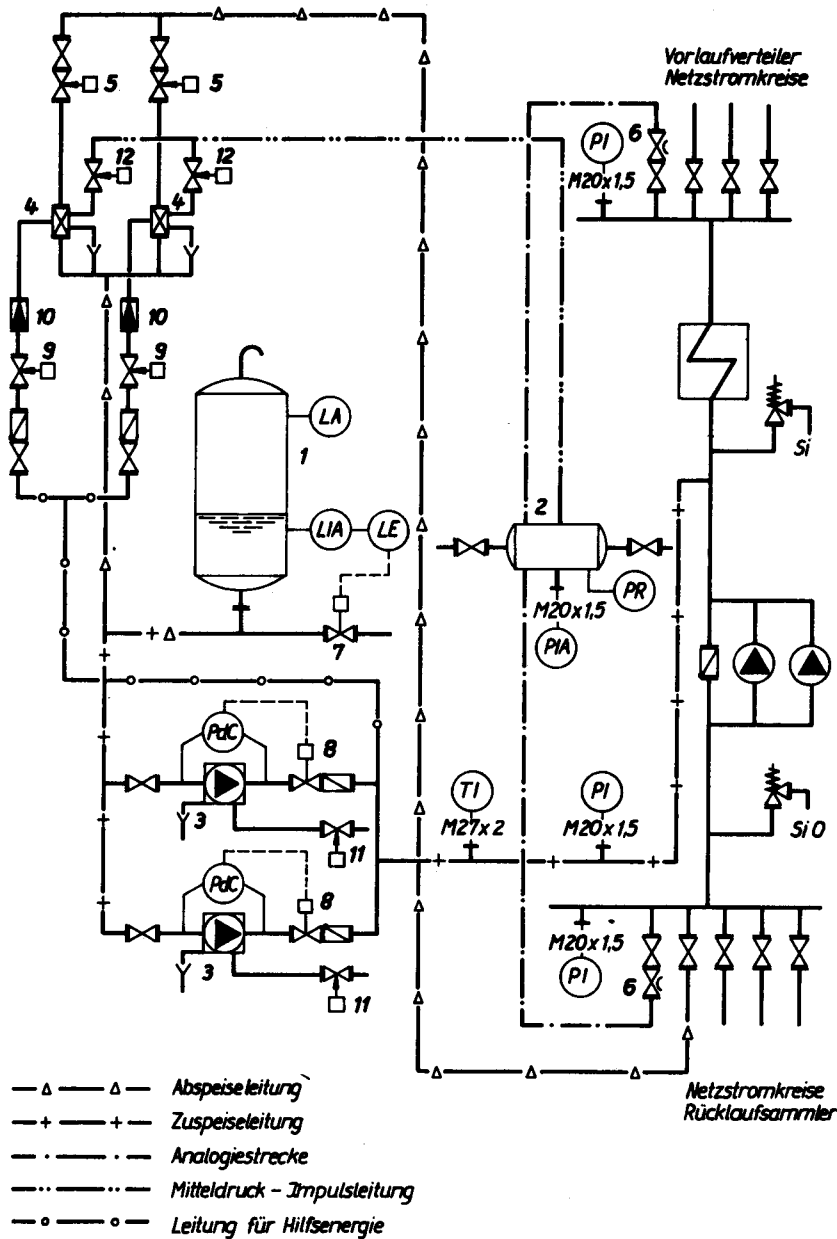 5
5
Vorlaufverteiler
Netzstromkreise
PI
6
M20x1,5
12
12
4
4
10
10
9
9
LA
1
Si
LIA
LE
2
PR
M20x1,5
PIA
7
PdC
8
3
11
TI
M27x2
PI
M20x1,5
Si O
PdC
8
3
11
M20x1,5
PI
6
Netzstromkreise
Rücklaufsammler
Abspeiseleitung
Zuspeiseleitung
Analogiestrecke
Mitteldruck - Impulsleitung
Leitung für Hilfsenergie